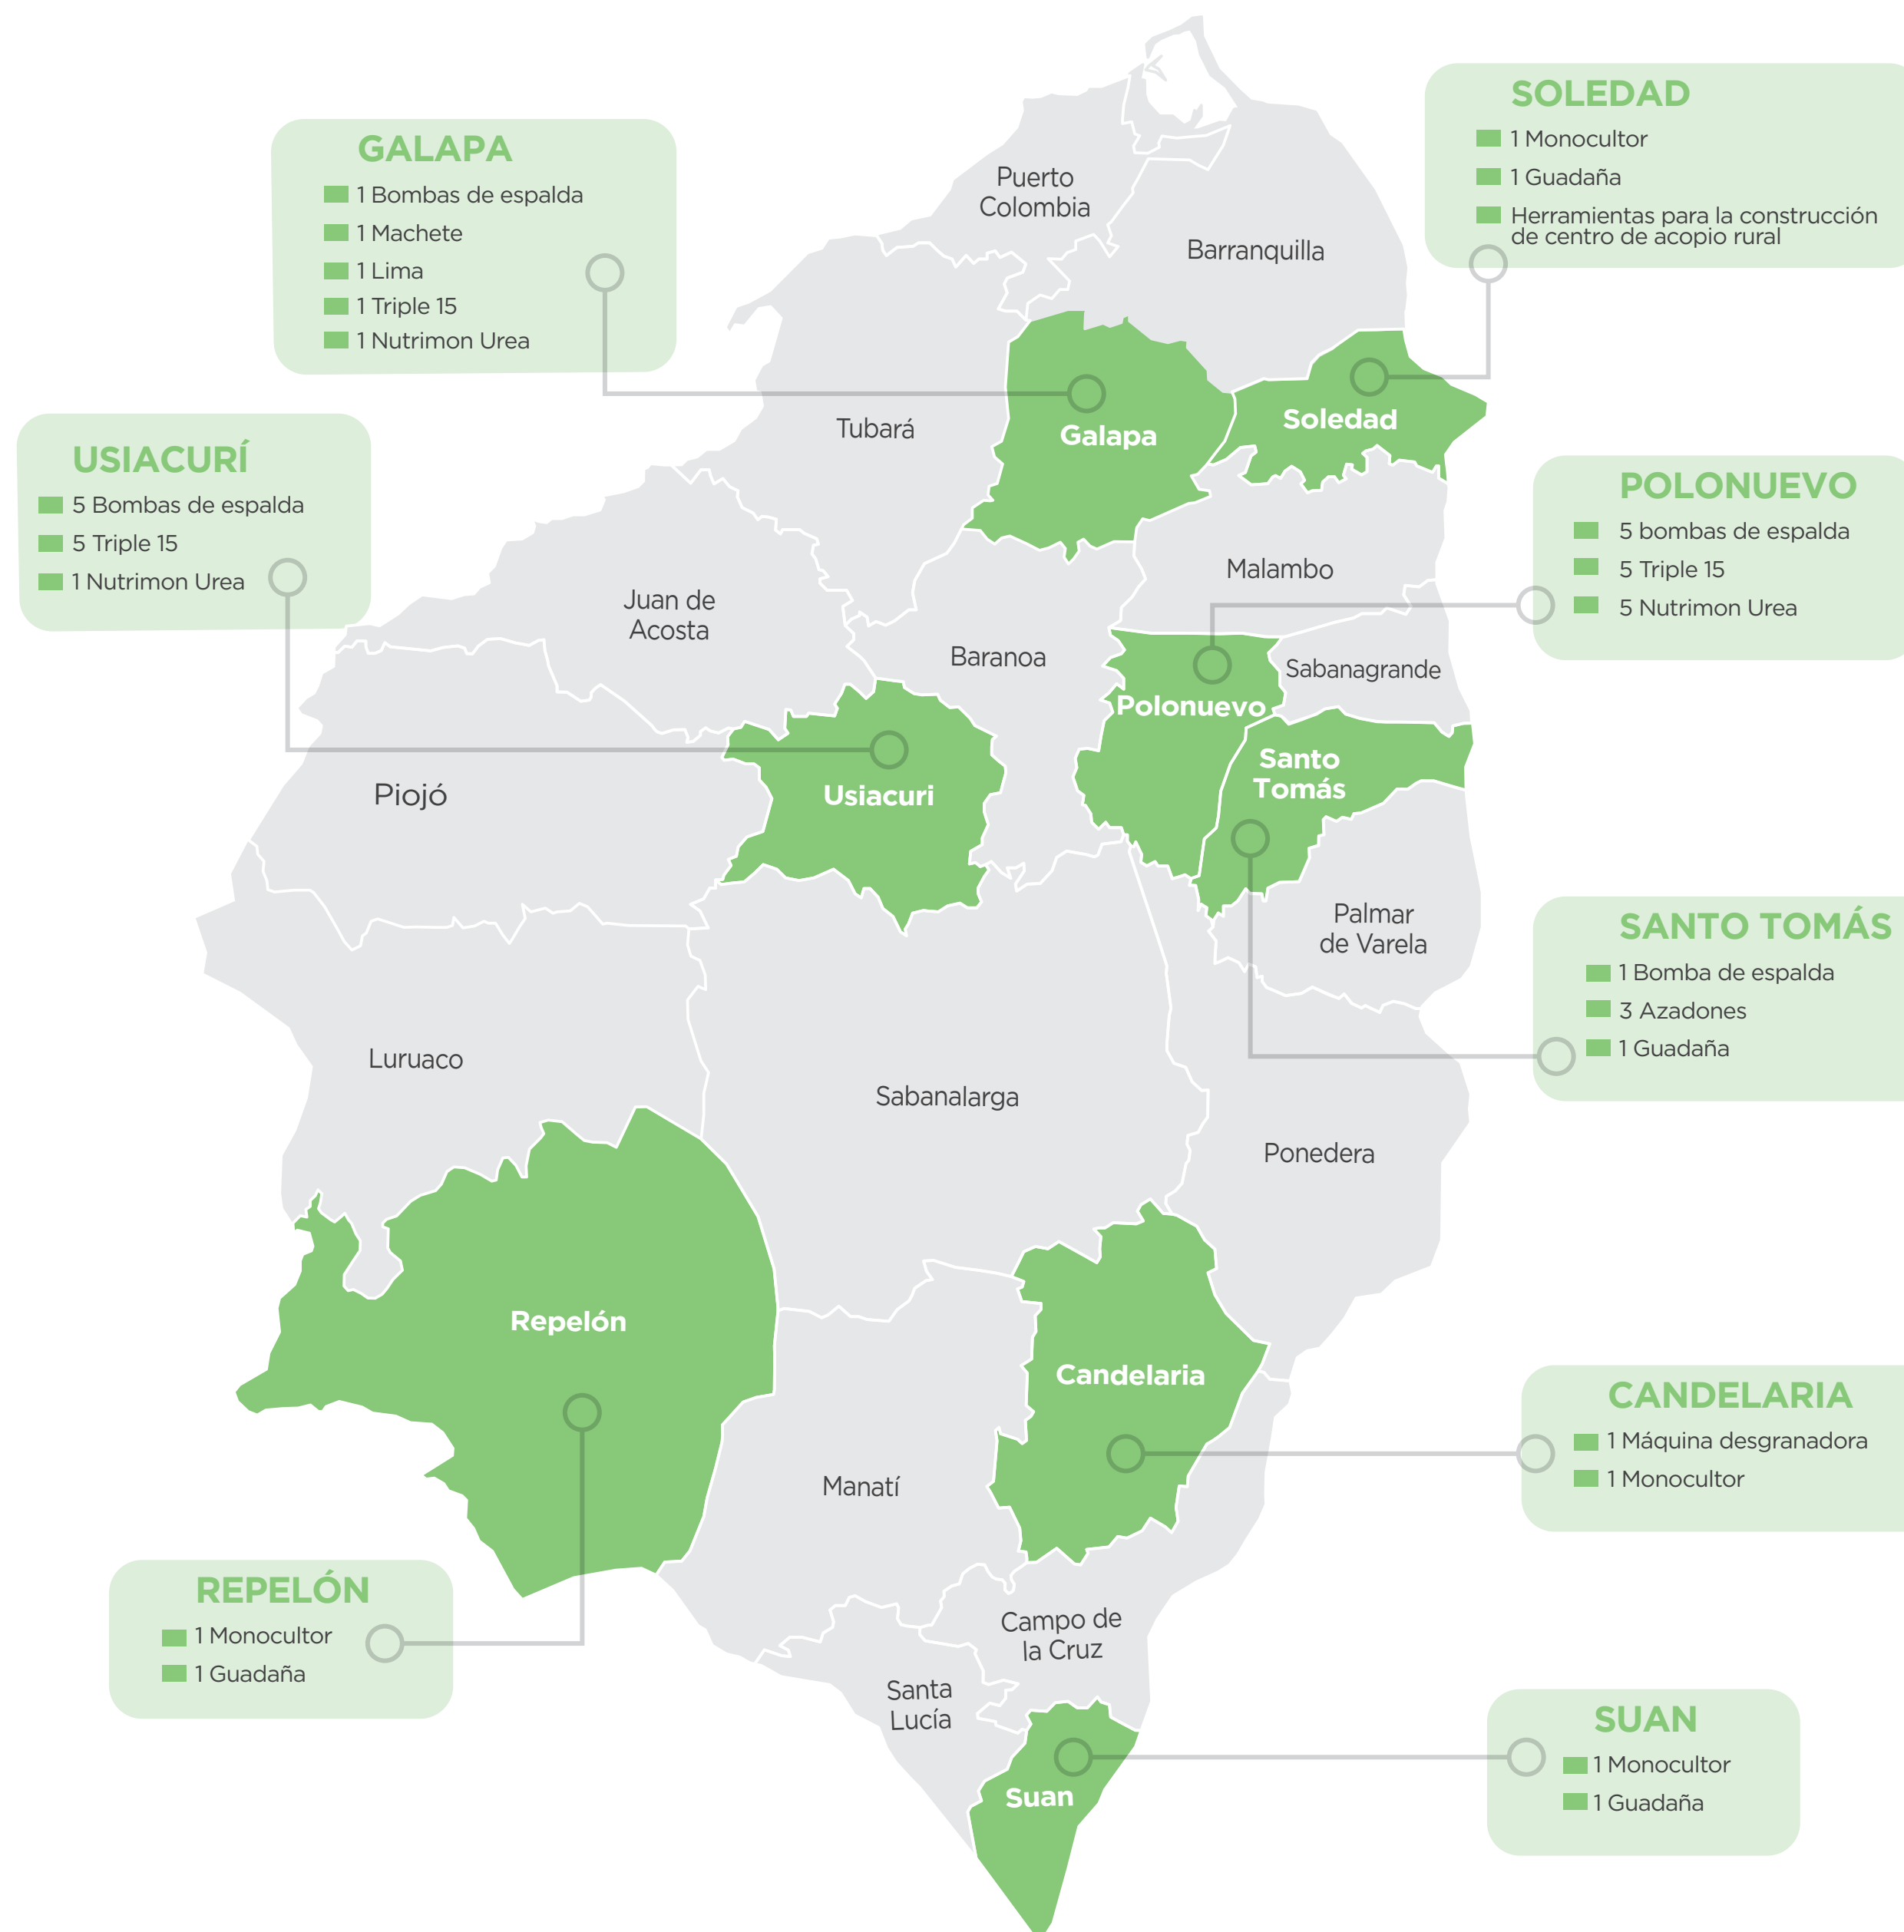 SOLEDAD
1 Monocultor
1 Guadaña
Herramientas para la construcción
de centro de acopio rural
GALAPA
1 Bombas de espalda
1 Machete
1 Lima
1 Triple 15
1 Nutrimon Urea
Puerto
Colombia
Barranquilla
Tubará
Galapa
Soledad
USIACURÍ
5 Bombas de espalda
5 Triple 15
1 Nutrimon Urea
POLONUEVO
5 bombas de espalda
5 Triple 15
5 Nutrimon Urea
Malambo
Juan de
Acosta
Baranoa
Sabanagrande
Polonuevo
Santo
Tomás
Piojó
Usiacuri
Palmar
de Varela
SANTO TOMÁS
1 Bomba de espalda
3 Azadones
1 Guadaña
Luruaco
Sabanalarga
Ponedera
Repelón
Candelaria
CANDELARIA
1 Máquina desgranadora
1 Monocultor
Manatí
REPELÓN
1 Monocultor
1 Guadaña
Campo de
la Cruz
Santa
Lucía
SUAN
1 Monocultor
1 Guadaña
Suan